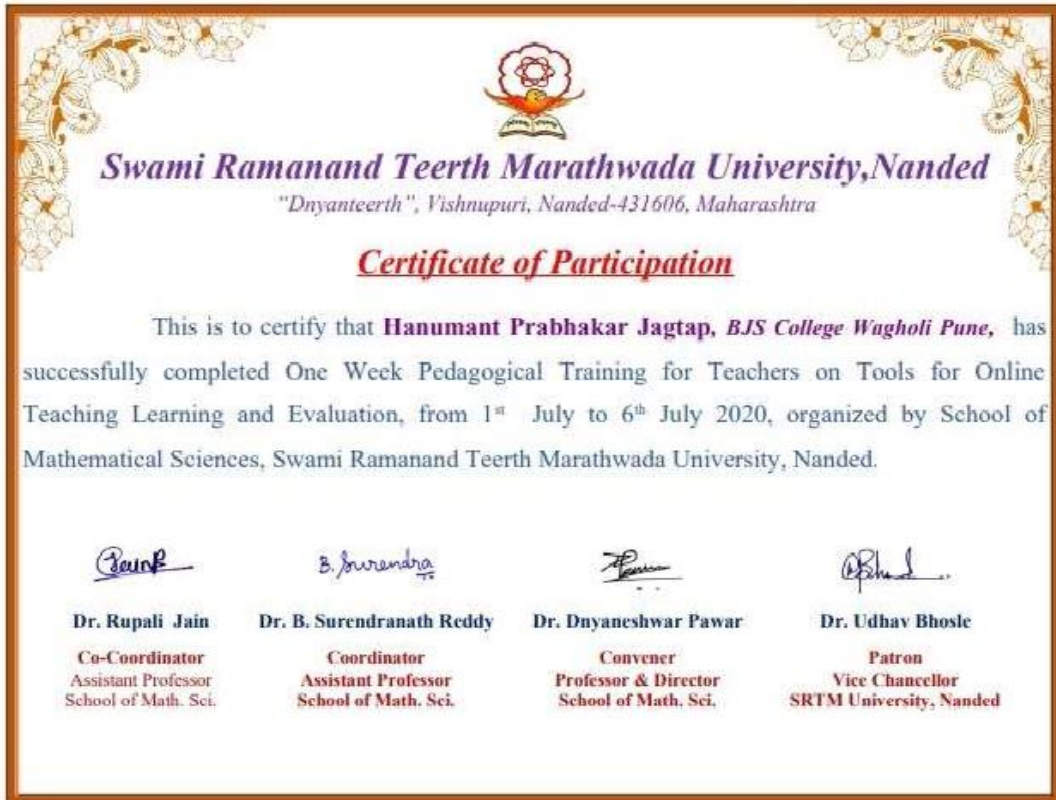 Swami Ramanand Teerth Marathwada University,Nanded
"Dnyanteerth", Vishnupuri, Nanded-431606, Maharashtra
Certificate of Participation
This is to certify that Hanumant Prabhakar Jagtap, BJS College Wagholi Pune, has
successfully completed One Week Pedagogical Training for Teachers on Tools for Online
Teaching Learning and Evaluation, from 1st July to 6th July 2020, organized by School of
Mathematical Sciences, Swami Ramanand Teerth Marathwada University, Nanded.
B. Surendra
Dr. Rupali Jain Dr. B. Surendranath Reddy Dr. Dnyaneshwar Pawar Dr. Udhav Bhosle
Co-Coordinator Coordinator Convener Patron
Assistant Professor Assistant Professor Professor & Director Vice Chancellor
School of Math. Sci. School of Math. Sci. School of Math. Sci. SRTM University, Nanded